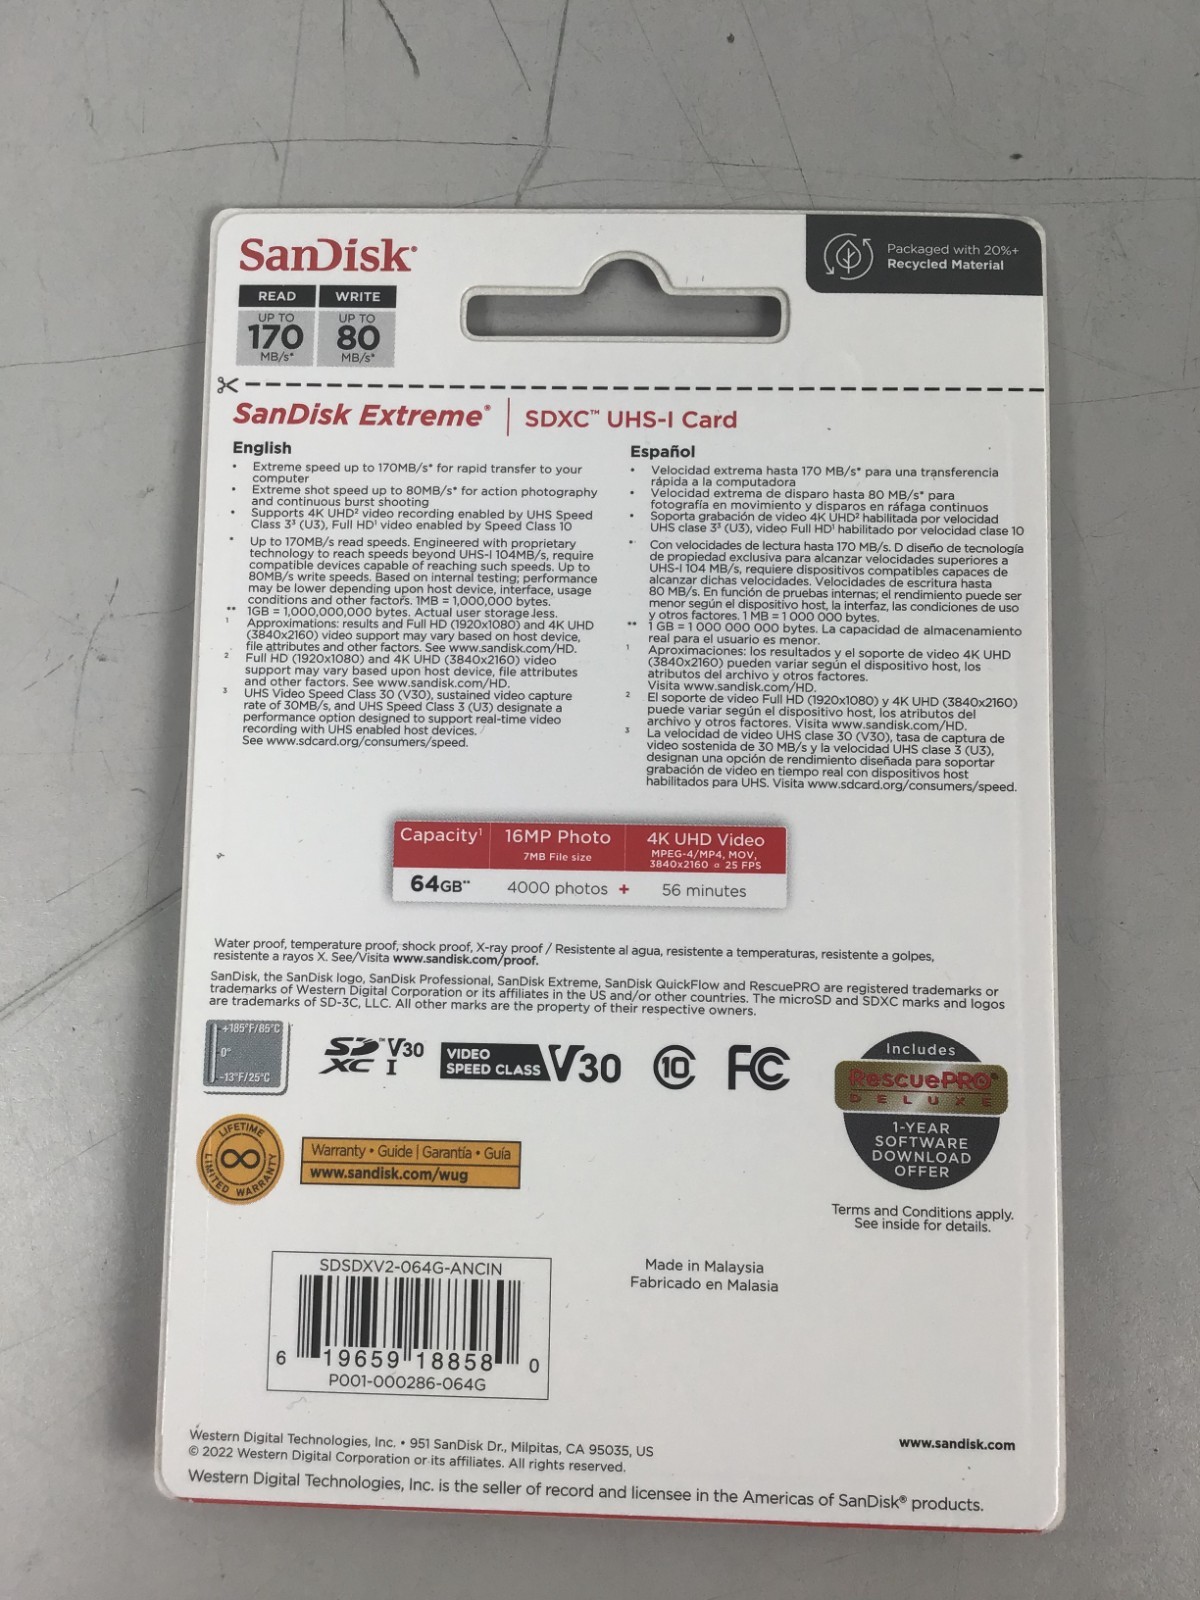 SanDisk®
Packaged with 20%+
Recycled Material
READ WRITE
UP TO UP TO
170 80
MB/s* MB/s*
SanDisk Extreme® | SDXC™ UHS-I Card
English
• Extreme speed up to 170MB/s* for rapid transfer to your
computer
• Extreme shot speed up to 80MB/s* for action photography
and continuous burst shooting
• Supports 4K UHD² video recording enabled by UHS Speed
Class 3³ (U3), Full HD¹ video enabled by Speed Class 10
* Up to 170MB/s read speeds. Engineered with proprietary
technology to reach speeds beyond UHS-I 104MB/s, require
compatible devices capable of reaching such speeds. Up to
80MB/s write speeds. Based on internal testing; performance
may be lower depending upon host device, interface, usage
conditions and other factors. 1MB = 1,000,000 bytes.
** 1GB = 1,000,000,000 bytes. Actual user storage less.
¹ Approximations: results and Full HD (1920x1080) and 4K UHD
(3840x2160) video support may vary based on host device,
file attributes and other factors. See www.sandisk.com/HD.
² Full HD (1920x1080) and 4K UHD (3840x2160) video
support may vary based upon host device, file attributes
and other factors. See www.sandisk.com/HD.
³ UHS Video Speed Class 30 (V30), sustained video capture
rate of 30MB/s, and UHS Speed Class 3 (U3) designate a
performance option designed to support real-time video
recording with UHS enabled host devices.
See www.sdcard.org/consumers/speed.
Español
• Velocidad extrema hasta 170 MB/s* para una transferencia
rápida a la computadora
• Velocidad extrema de disparo hasta 80 MB/s* para
fotografía en movimiento y disparos en ráfaga continuos
• Soporta grabación de video 4K UHD² habilitada por velocidad
UHS clase 3³ (U3), video Full HD¹ habilitado por velocidad clase 10
* Con velocidades de lectura hasta 170 MB/s. D diseño de tecnología
de propiedad exclusiva para alcanzar velocidades superiores a
UHS-I 104 MB/s, requiere dispositivos compatibles capaces de
alcanzar dichas velocidades. Velocidades de escritura hasta
80 MB/s. En función de pruebas internas; el rendimiento puede ser
menor según el dispositivo host, la interfaz, las condiciones de uso
y otros factores. 1 MB = 1 000 000 bytes.
** 1 GB = 1 000 000 000 bytes. La capacidad de almacenamiento
real para el usuario es menor.
¹ Aproximaciones: los resultados y el soporte de video 4K UHD
(3840x2160) pueden variar según el dispositivo host, los
atributos del archivo y otros factores.
Visita www.sandisk.com/HD.
² El soporte de video Full HD (1920x1080) y 4K UHD (3840x2160)
puede variar según el dispositivo host, los atributos del
archivo y otros factores. Visita www.sandisk.com/HD.
³ La velocidad de video UHS clase 30 (V30), tasa de captura de
video sostenida de 30 MB/s y la velocidad UHS clase 3 (U3),
designan una opción de rendimiento diseñada para soportar
grabación de video en tiempo real con dispositivos host
habilitados para UHS. Visita www.sdcard.org/consumers/speed.
Capacity¹ 16MP Photo 4K UHD Video
7MB File size MPEG-4/MP4, MOV,
3840x2160 @ 25 FPS
64GB** 4000 photos + 56 minutes
Water proof, temperature proof, shock proof, X-ray proof / Resistente al agua, resistente a temperaturas, resistente a golpes,
resistente a rayos X. See/Visita www.sandisk.com/proof.
SanDisk, the SanDisk logo, SanDisk Professional, SanDisk Extreme, SanDisk QuickFlow and RescuePRO are registered trademarks or
trademarks of Western Digital Corporation or its affiliates in the US and/or other countries. The microSD and SDXC marks and logos
are trademarks of SD-3C, LLC. All other marks are the property of their respective owners.
+185°F/85°C
0°
-13°F/25°C
SD™ XC I V30
VIDEO
SPEED CLASS V30
10
FC
Includes
RescuePRO®
DELUXE
1-YEAR
SOFTWARE
DOWNLOAD
OFFER
Terms and Conditions apply.
See inside for details.
LIFETIME
LIMITED WARRANTY
Warranty • Guide | Garantía • Guía
www.sandisk.com/wug
SDSDXV2-064G-ANCIN
6 19659 18858 0
P001-000286-064G
Made in Malaysia
Fabricado en Malasia
Western Digital Technologies, Inc. • 951 SanDisk Dr., Milpitas, CA 95035, US
© 2022 Western Digital Corporation or its affiliates. All rights reserved.
www.sandisk.com
Western Digital Technologies, Inc. is the seller of record and licensee in the Americas of SanDisk® products.